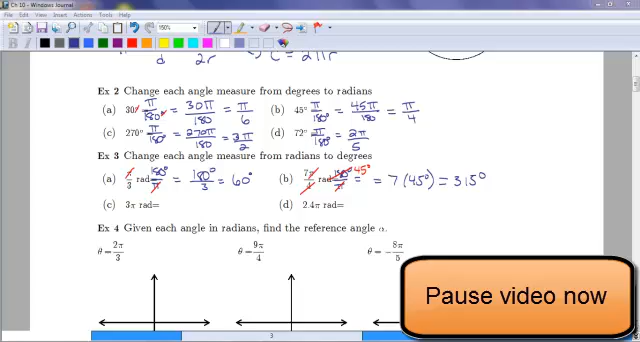 Ch 10 - Windows Journal
File Edit View Insert Actions Tools Help
150%
B I
d 2r C = 2πr
Ex 2 Change each angle measure from degrees to radians
(a) 30° π/180° = 30π/180 = π/6 (b) 45° π/180° = 45π/180 = π/4
(c) 270° π/180° = 270π/180 = 3π/2 (d) 72° π/180° = 2π/5
Ex 3 Change each angle measure from radians to degrees
(a) π/3 rad 180°/π = 180°/3 = 60° (b) 7π/4 rad 180°/π 45° = = 7(45°) = 315°
(c) 3π rad= (d) 2.4π rad=
Ex 4 Given each angle in radians, find the reference angle α.
θ = 2π/3 θ = 9π/4 θ = -8π/5
Pause video now
3